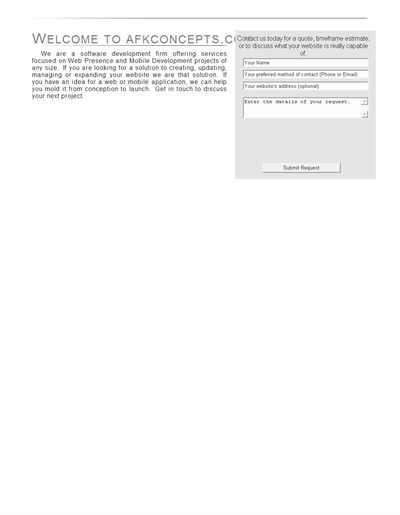 WELCOME TO AFKCONCEPTS.C
We are a software development firm offering services
focused on Web Presence and Mobile Development projects of
any size. If you are looking for a solution to creating, updating,
managing or expanding your website we are that solution. If
you have an idea for a web or mobile application, we can help
you mold it from conception to launch. Get in touch to discuss
your next project.
Contact us today for a quote, timeframe estimate,
or to discuss what your website is really capable
of.
Your Name
Your preferred method of contact (Phone or Email)
Your website's address (optional)
Enter the details of your request.
Submit Request